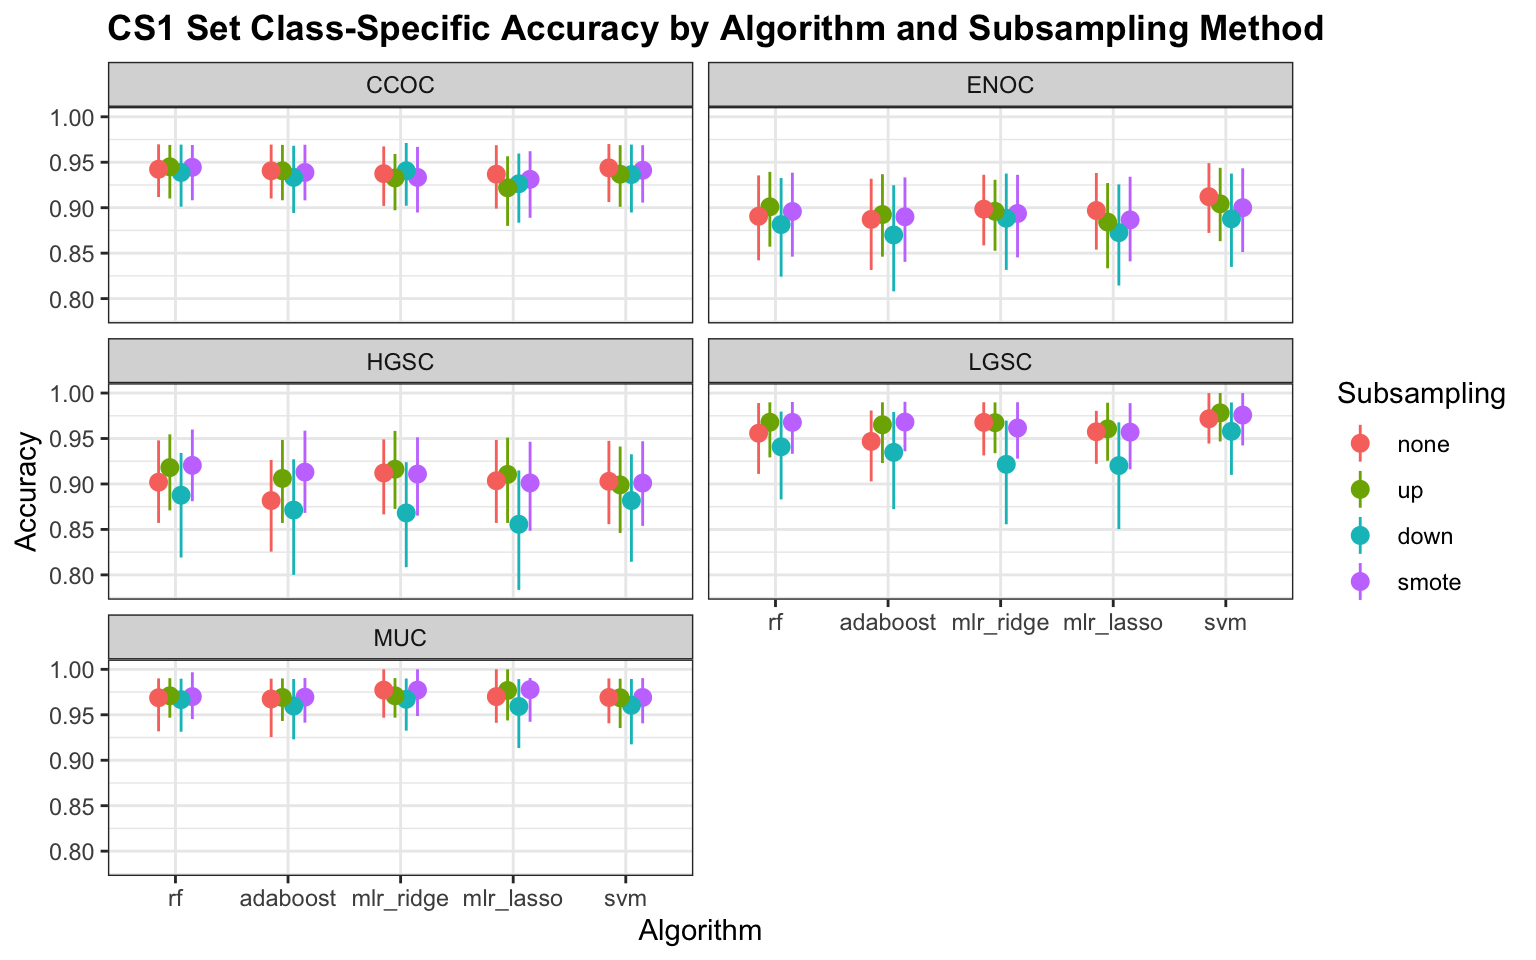 CS1 Set Class-Specific Accuracy by Algorithm and Subsampling Method
CCOC
ENOC
1.00
0.95
0.90
0.85
0.80
HGSC
LGSC
1.00
0.95
0.90
0.85
0.80
rf adaboost mlr_ridge mlr_lasso svm
MUC
1.00
0.95
0.90
0.85
0.80
rf adaboost mlr_ridge mlr_lasso svm
Algorithm
Accuracy
Subsampling
none
up
down
smote